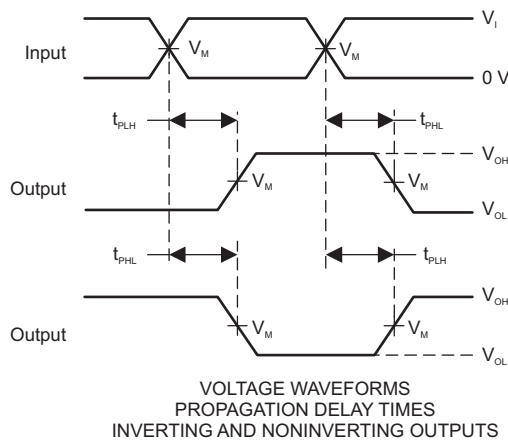 V_I
Input
V_M
V_M
0 V
t_PLH
t_PHL
V_OH
Output
V_M
V_M
V_OL
t_PHL
t_PLH
V_OH
Output
V_M
V_M
V_OL
VOLTAGE WAVEFORMS
PROPAGATION DELAY TIMES
INVERTING AND NONINVERTING OUTPUTS